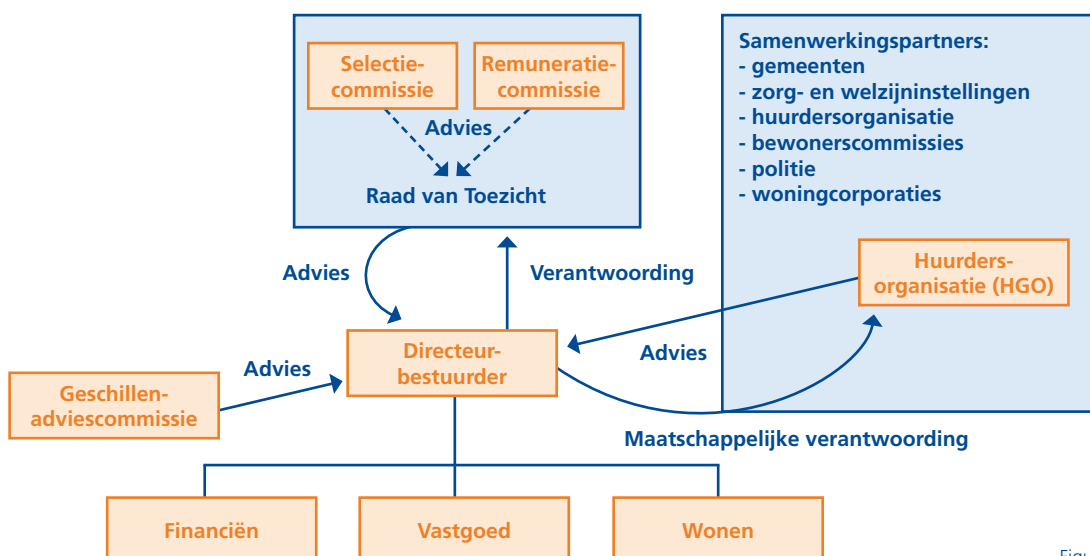 Selectie-
commissie
Remuneratie-
commissie
Advies
Raad van Toezicht
Samenwerkingspartners:
- gemeenten
- zorg- en welzijninstellingen
- huurdersorganisatie
- bewonerscommissies
- politie
- woningcorporaties
Advies
Verantwoording
Huurders-
organisatie (HGO)
Directeur-
bestuurder
Advies
Advies
Geschillen-
adviescommissie
Maatschappelijke verantwoording
Financiën
Vastgoed
Wonen